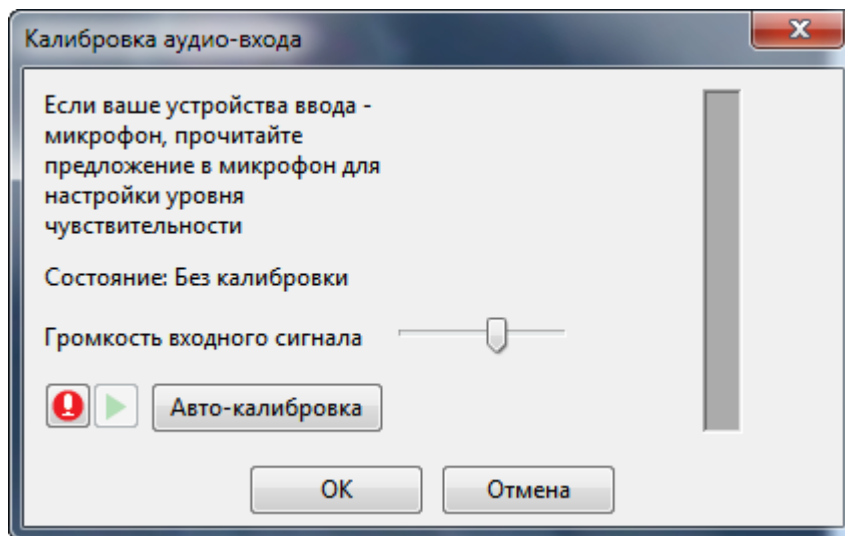 Калибровка аудио-входа
Если ваше устройства ввода -
микрофон, прочитайте
предложение в микрофон для
настройки уровня
чувствительности
Состояние: Без калибровки
Громкость входного сигнала
Авто-калибровка
OK
Отмена